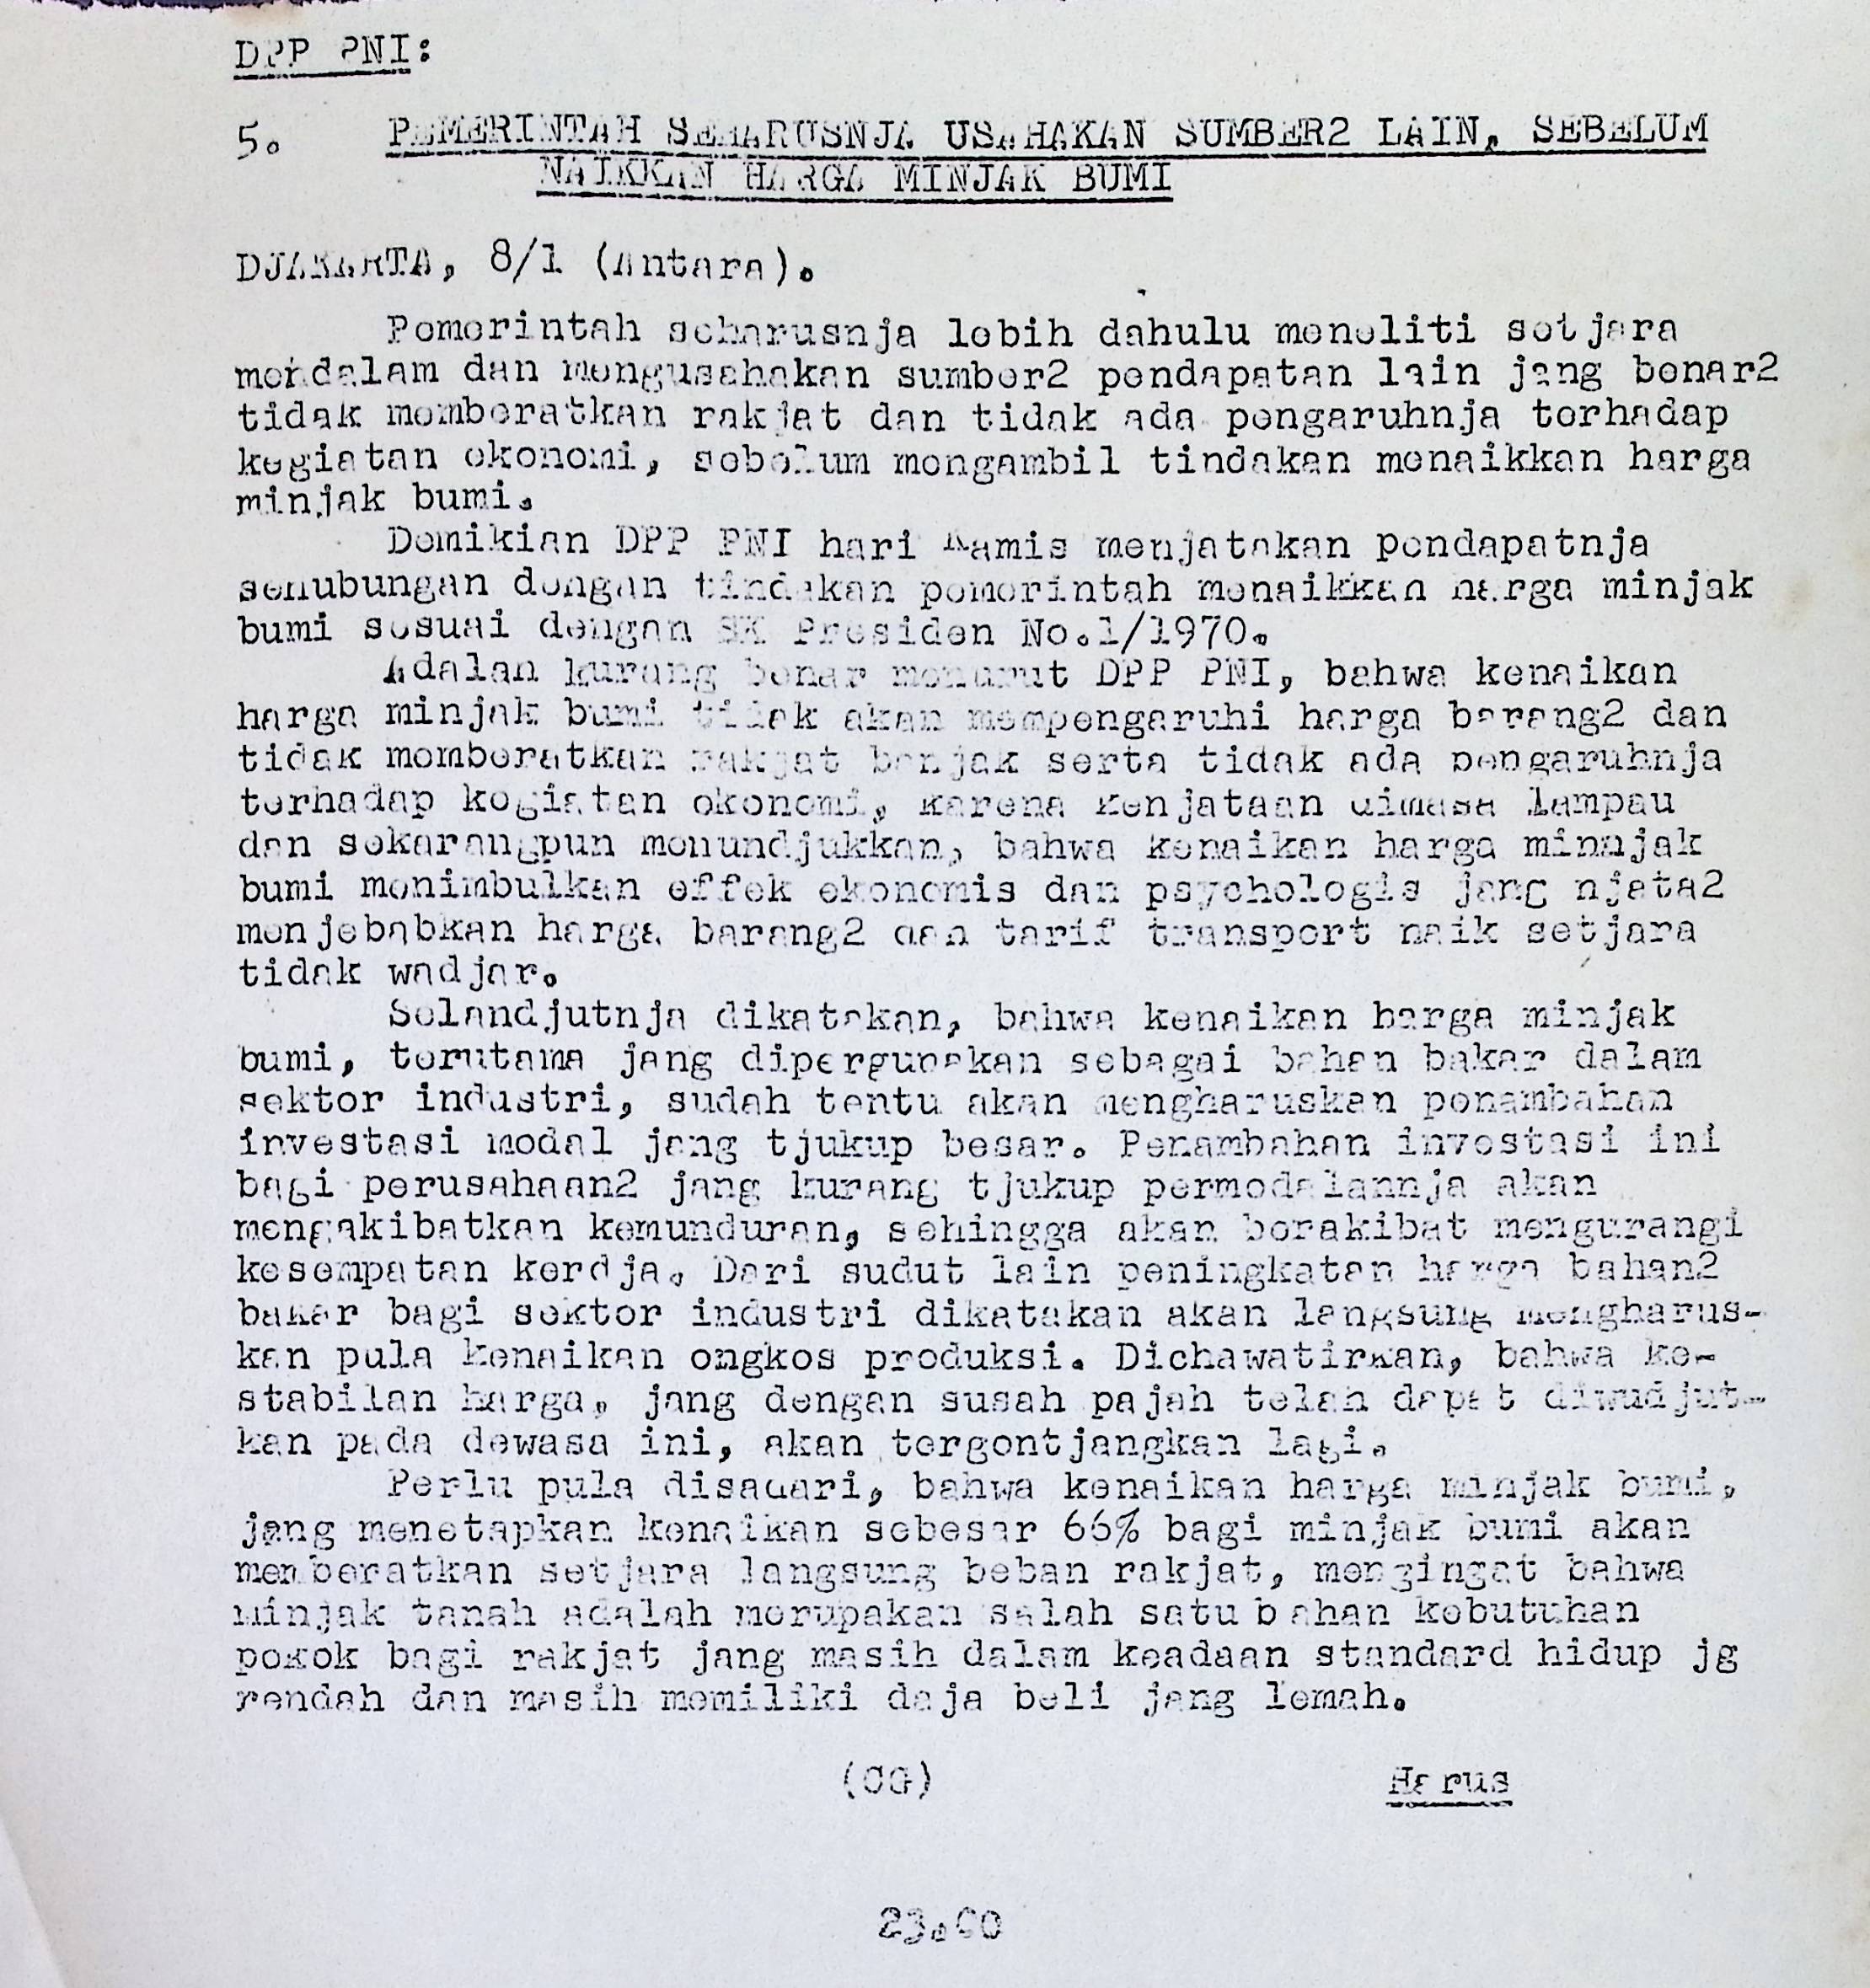 DPP PNI:
5. PEMERINTAH SEHARUSNJA USAHAKAN SUMBER2 LAIN, SEBELUM
NAIKKAN HARGA MINJAK BUMI
DJAKARTA, 8/1 (Antara).
Pemerintah seharusnja lebih dahulu meneliti setjara
mendalam dan mengusahakan sumber2 pendapatan lain jang benar2
tidak memberatkan rakjat dan tidak ada pengaruhnja terhadap
kegiatan ekonomi, sebelum mengambil tindakan menaikkan harga
minjak bumi.
Demikian DPP PNI hari Kamis menjatakan pendapatnja
sehubungan dengan tindakan pemerintah menaikkan harga minjak
bumi sesuai dengan SK Presiden No.1/1970.
Adalah kurang benar menurut DPP PNI, bahwa kenaikan
harga minjak bumi tidak akan mempengaruhi harga barang2 dan
tidak memberatkan rakjat banjak serta tidak ada pengaruhnja
terhadap kegiatan ekonomi, karena kenjataan dimasa lampau
dan sekarangpun menundjukkan, bahwa kenaikan harga minnjak
bumi menimbulkan effek ekonomis dan psychologis jang njata2
menjebabkan harga barang2 dan tarif transport naik setjara
tidak wadjar.
Selandjutnja dikatakan, bahwa kenaikan harga minjak
bumi, terutama jang dipergunakan sebagai bahan bakar dalam
sektor industri, sudah tentu akan mengharuskan penambahan
investasi modal jang tjukup besar. Penambahan investasi ini
bagi perusahaan2 jang kurang tjukup permodalannja akan
mengakibatkan kemunduran, sehingga akan berakibat mengurangi
kesempatan kerdja. Dari sudut lain peningkatan harga bahan2
bakar bagi sektor industri dikatakan akan langsung mengharus-
kan pula kenaikan ongkos produksi. Dichawatirkan, bahwa ke-
stabilan harga, jang dengan susah pajah telah dapat diwudjut-
kan pada dewasa ini, akan tergontjangkan lagi.
Perlu pula disadari, bahwa kenaikan harga minjak bumi,
jang menetapkan kenaikan sebesar 66% bagi minjak bumi akan
memberatkan setjara langsung beban rakjat, mengingat bahwa
minjak tanah adalah merupakan salah satu bahan kebutuhan
pokok bagi rakjat jang masih dalam keadaan standard hidup jg
rendah dan masih memiliki daja beli jang lemah.
(CG) Harus
23.00